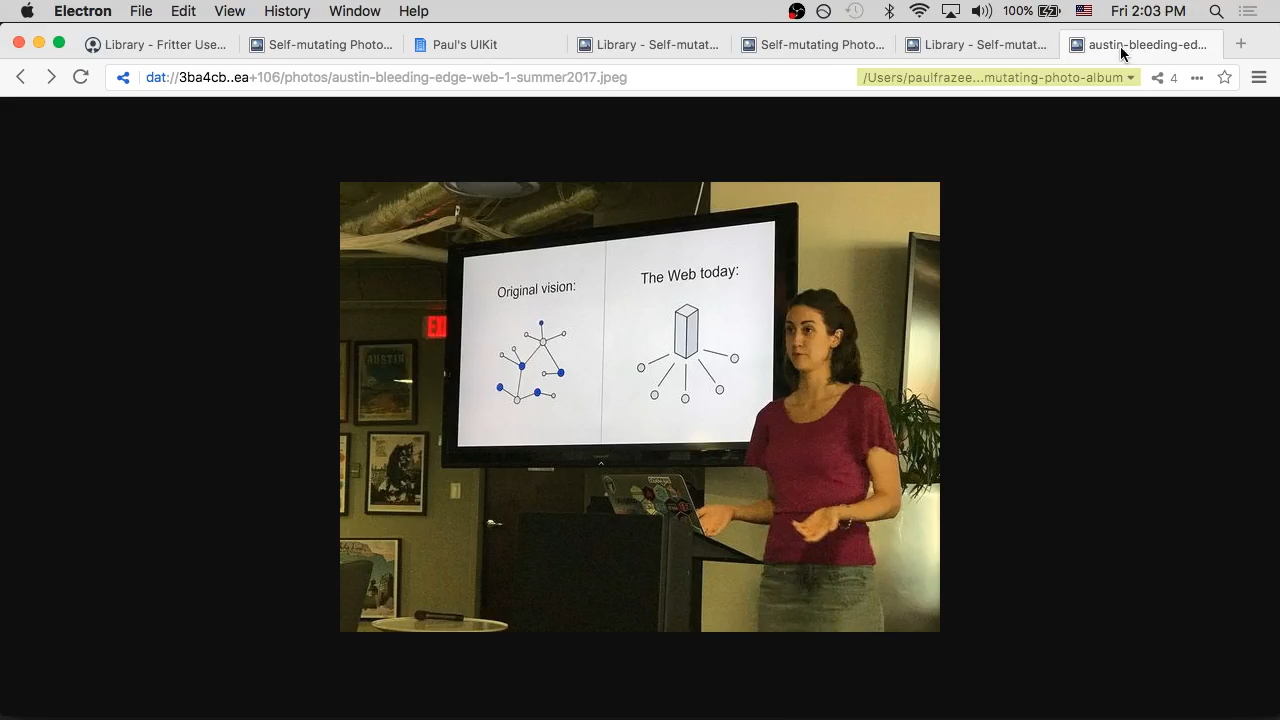 Electron File Edit View History Window Help 100% Fri 2:03 PM
Library - Fritter Use...
Self-mutating Photo...
Paul's UIKit
Library - Self-mutat...
Self-mutating Photo...
Library - Self-mutat...
austin-bleeding-ed...
dat://3ba4cb..ea+106/photos/austin-bleeding-edge-web-1-summer2017.jpeg
/Users/paulfrazee...mutating-photo-album
4
Original vision:
The Web today:
EXI
AUSTIN